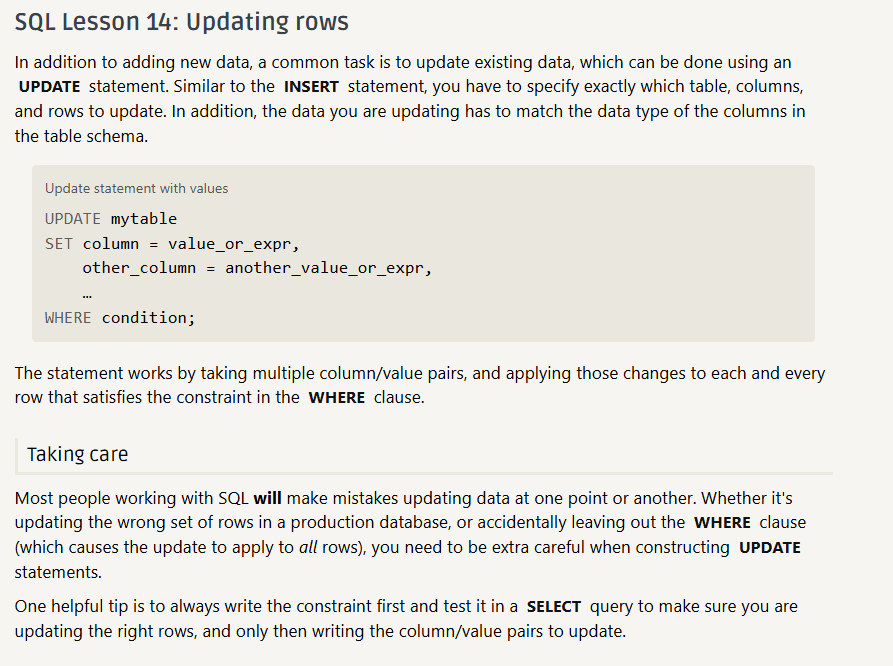 SQL Lesson 14: Updating rows
In addition to adding new data, a common task is to update existing data, which can be done using an
UPDATE statement. Similar to the INSERT statement, you have to specify exactly which table, columns,
and rows to update. In addition, the data you are updating has to match the data type of the columns in
the table schema.
Update statement with values
UPDATE mytable
SET column = value_or_expr,
    other_column = another_value_or_expr,
    …
WHERE condition;
The statement works by taking multiple column/value pairs, and applying those changes to each and every
row that satisfies the constraint in the WHERE clause.
Taking care
Most people working with SQL will make mistakes updating data at one point or another. Whether it's
updating the wrong set of rows in a production database, or accidentally leaving out the WHERE clause
(which causes the update to apply to all rows), you need to be extra careful when constructing UPDATE
statements.
One helpful tip is to always write the constraint first and test it in a SELECT query to make sure you are
updating the right rows, and only then writing the column/value pairs to update.